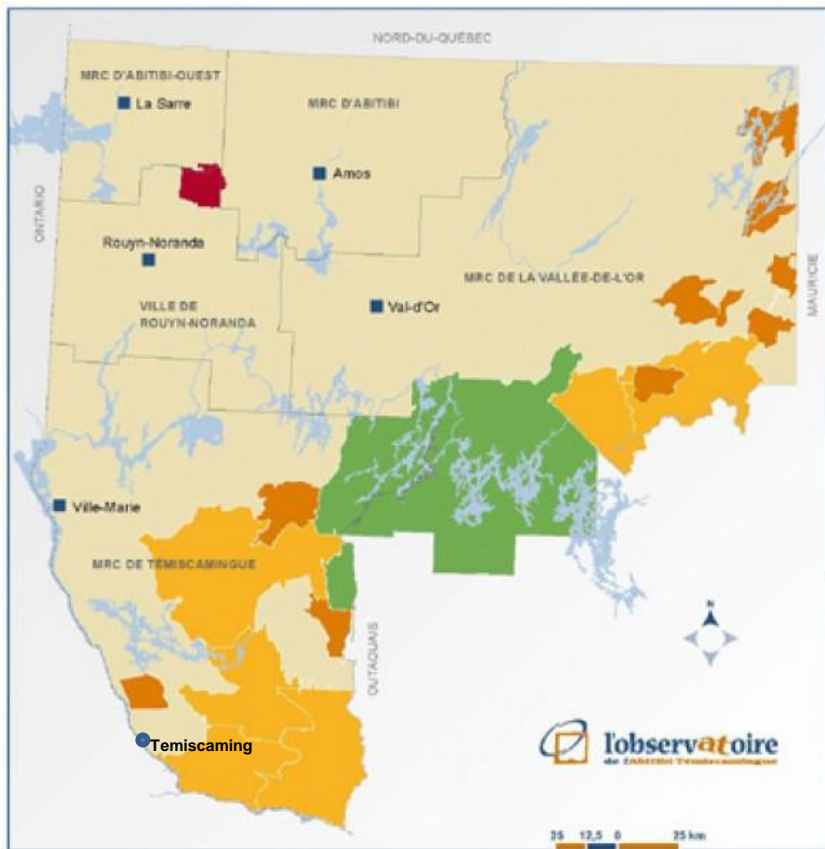 NORD-DU-QUÉBEC
MRC D'ABITIBI-OUEST
La Sarre
MRC D'ABITIBI
Amos
ONTARIO
Rouyn-Noranda
MRC DE LA VALLÉE-DE-L'OR
MAURICIE
VILLE DE
ROUYN-NORANDA
Val-d'Or
Ville-Marie
MRC DE TÉMISCAMINGUE
OUTAOUAIS
N
Temiscaming
l'observatoire
de l'Abitibi-Témiscamingue
25 12,5 0 25 km